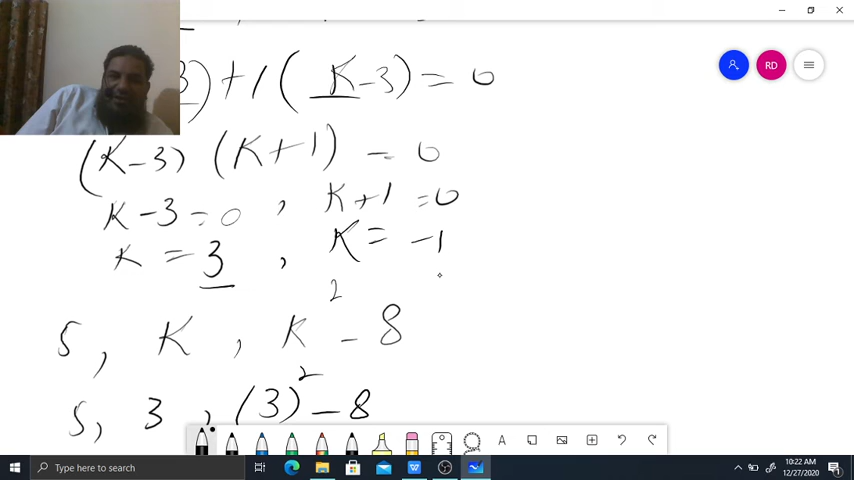 3) + 1 ( K - 3) = 0
RD
(K - 3) (K + 1) = 0
K - 3 = 0 , K + 1 = 0
K = 3 , K = -1
5, K , K² - 8
5, 3 , (3)² - 8
A
Type here to search
W
10:22 AM
12/27/2020